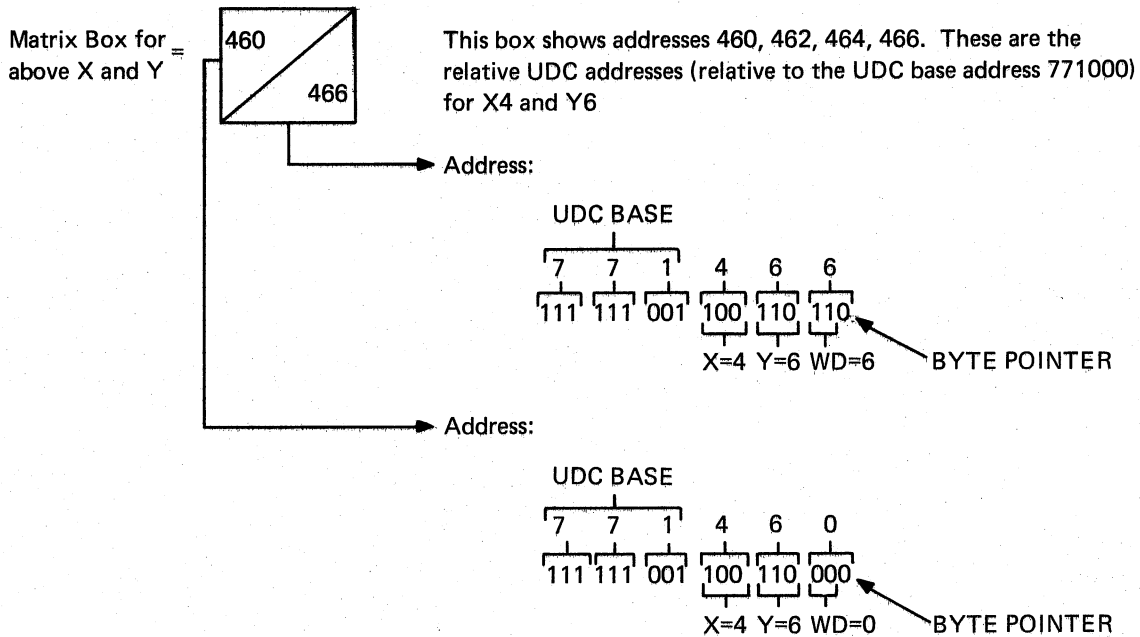 Matrix Box for
above X and Y =
460
466
This box shows addresses 460, 462, 464, 466. These are the
relative UDC addresses (relative to the UDC base address 771000)
for X4 and Y6
Address:
UDC BASE
7 7 1 4 6 6
111 111 001 100 110 110
X=4 Y=6 WD=6
BYTE POINTER
Address:
UDC BASE
7 7 1 4 6 0
111 111 001 100 110 000
X=4 Y=6 WD=0
BYTE POINTER